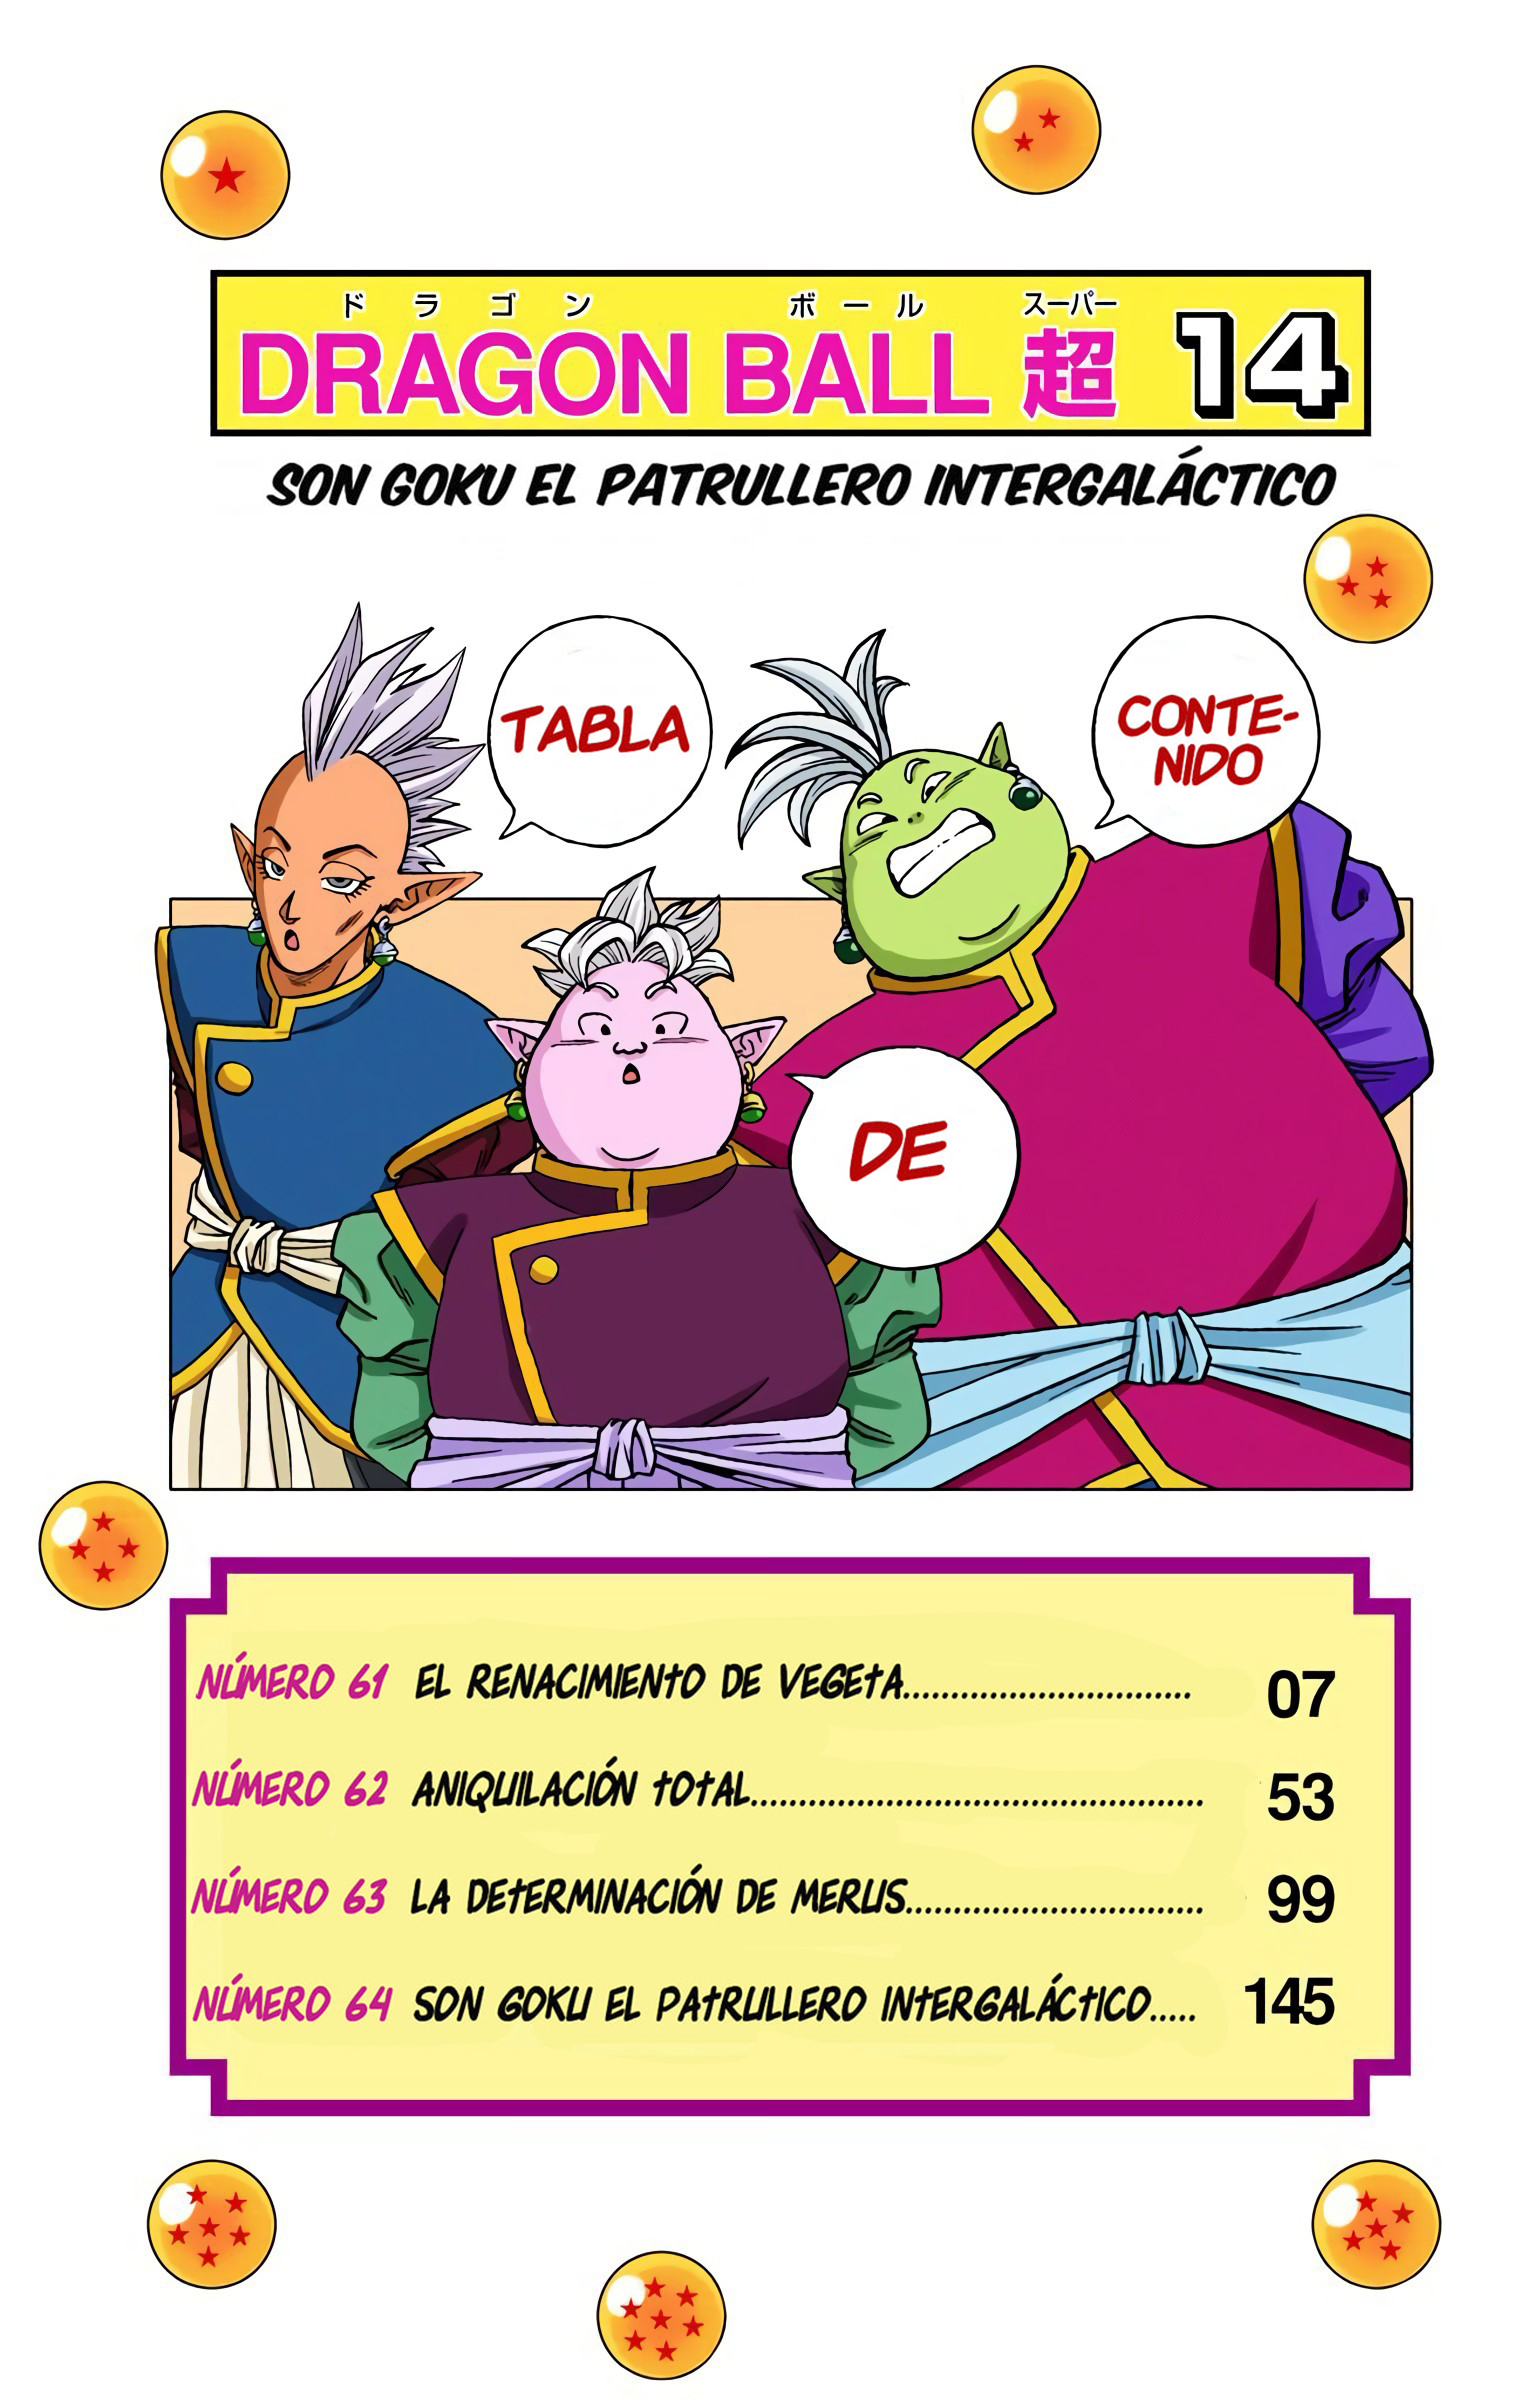 ドラゴン ボール スーパー
DRAGON BALL 超 14
SON GOKU EL PATRULLERO INTERGALÁCTICO
TABLA
DE
CONTE-
NIDO
NÚMERO 61 EL RENACIMIENTO DE VEGETA............................. 07
NÚMERO 62 ANIQUILACIÓN TOTAL............................................... 53
NÚMERO 63 LA DETERMINACIÓN DE MERUS............................... 99
NÚMERO 64 SON GOKU EL PATRULLERO INTERGALÁCTICO..... 145